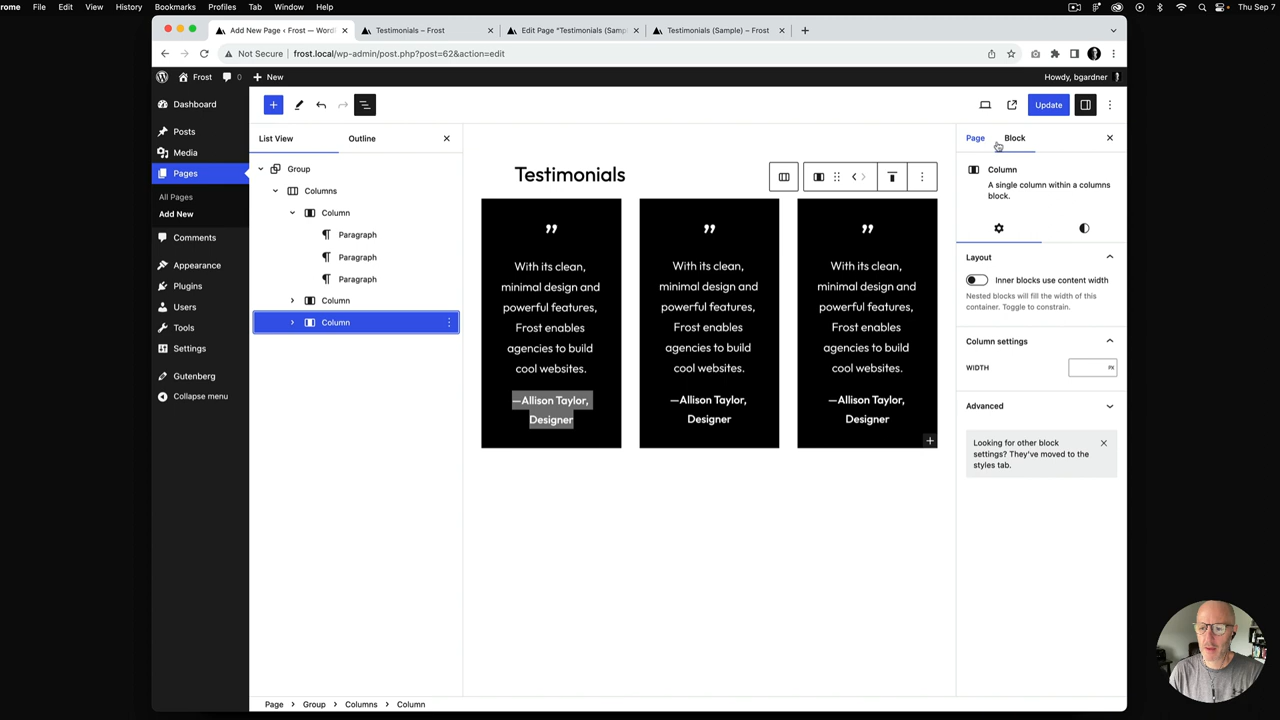 rome File Edit View History Bookmarks Profiles Tab Window Help Thu Sep 7
Add New Page ‹ Frost — Word
Testimonials – Frost
Edit Page "Testimonials (Samp
Testimonials (Sample) – Frost
Not Secure frost.local/wp-admin/post.php?post=62&action=edit
Frost 0 New Howdy, bgardner
Dashboard
Posts
Media
Pages
All Pages
Add New
Comments
Appearance
Plugins
Users
Tools
Settings
Gutenberg
Collapse menu
Update
List View Outline
Group
Columns
Column
Paragraph
Paragraph
Paragraph
Column
Column
Testimonials
”
With its clean,
minimal design and
powerful features,
Frost enables
agencies to build
cool websites.
—Allison Taylor,
Designer
”
With its clean,
minimal design and
powerful features,
Frost enables
agencies to build
cool websites.
—Allison Taylor,
Designer
”
With its clean,
minimal design and
powerful features,
Frost enables
agencies to build
cool websites.
—Allison Taylor,
Designer
Page Block
Column
A single column within a columns
block.
Layout
Inner blocks use content width
Nested blocks will fill the width of this
container. Toggle to constrain.
Column settings
WIDTH PX
Advanced
Looking for other block
settings? They've moved to the
styles tab.
Page › Group › Columns › Column